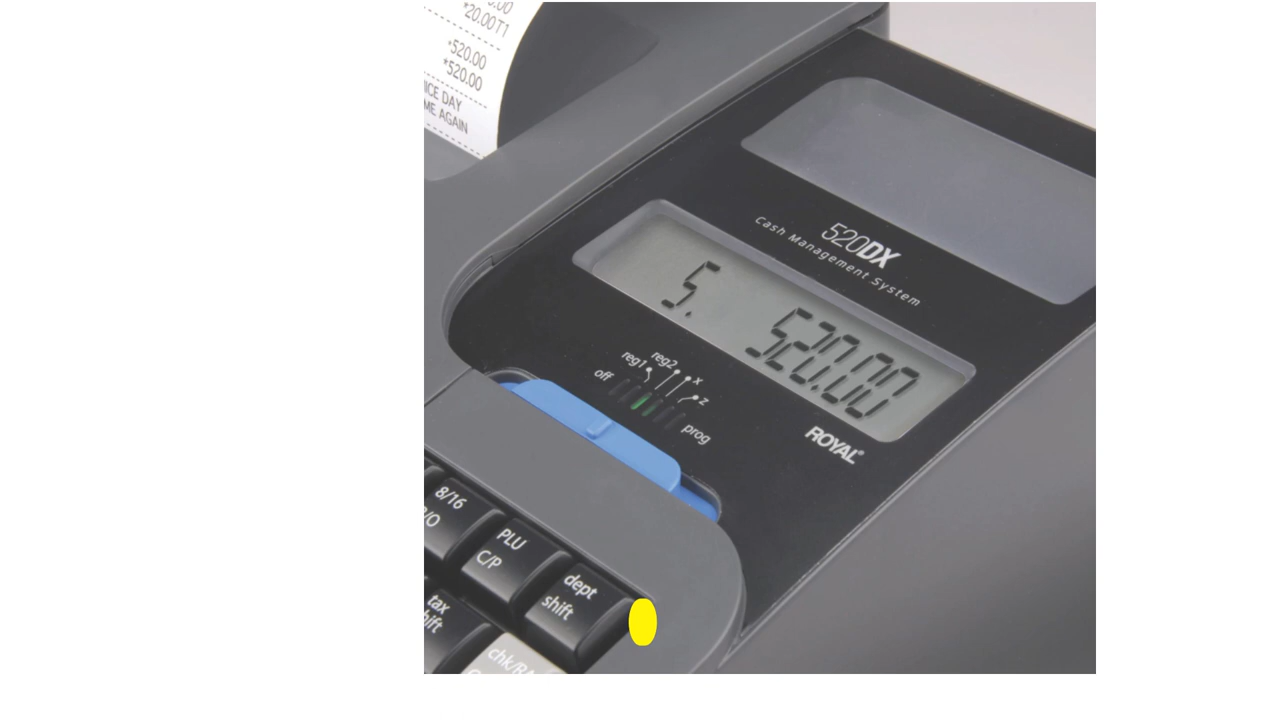 *20.00T1
*520.00
*520.00
ICE DAY
ME AGAIN
520DX
Cash Management System
5. 520.00
off reg1 reg2 x z prog
ROYAL
8/16
/O
PLU
C/P
dept
shift
tax
hift
chk/RA